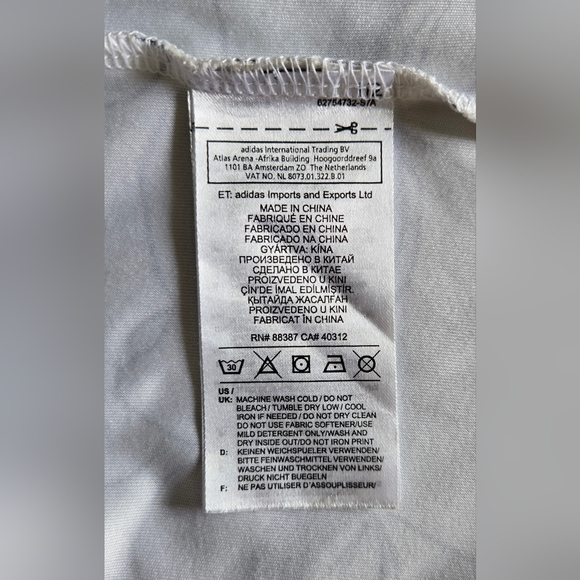 62754732-S/A
adidas International Trading BV
Atlas Arena -Afrika Building Hoogoorddreef 9a
1101 BA Amsterdam ZO The Netherlands
VAT NO. NL 8073.01.322.B.01
ET: adidas Imports and Exports Ltd
MADE IN CHINA
FABRIQUÉ EN CHINE
FABRICADO EN CHINA
FABRICADO NA CHINA
GYÁRTVA: KÍNA
ПРОИЗВЕДЕНО В КИТАЙ
СДЕЛАНО В КИТАЕ
PROIZVEDENO U KINI
ÇİN'DE İMAL EDİLMİŞTİR.
ҚЫТАЙДА ЖАСАЛҒАН
PROIZVEDENO U KINI
FABRICAT ÎN CHINA
RN# 88387 CA# 40312
30
US /
UK: MACHINE WASH COLD / DO NOT
BLEACH / TUMBLE DRY LOW / COOL
IRON IF NEEDED / DO NOT DRY CLEAN
DO NOT USE FABRIC SOFTENER/USE
MILD DETERGENT ONLY/WASH AND
DRY INSIDE OUT/DO NOT IRON PRINT
D: KEINEN WEICHSPUELER VERWENDEN/
BITTE FEINWASCHMITTEL VERWENDEN/
WASCHEN UND TROCKNEN VON LINKS/
DRUCK NICHT BUEGELN
F: NE PAS UTILISER D'ASSOUPLISSEUR/